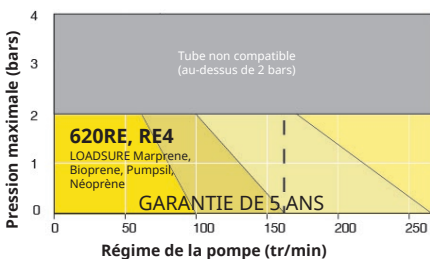 Pression maximale (bars)
4
3
2
1
0
Tube non compatible
(au-dessus de 2 bars)
620RE, RE4
LOADSURE Marprene,
Bioprene, Pumpsil,
Néoprène
GARANTIE DE 5 ANS
0 50 100 150 200 250
Régime de la pompe (tr/min)